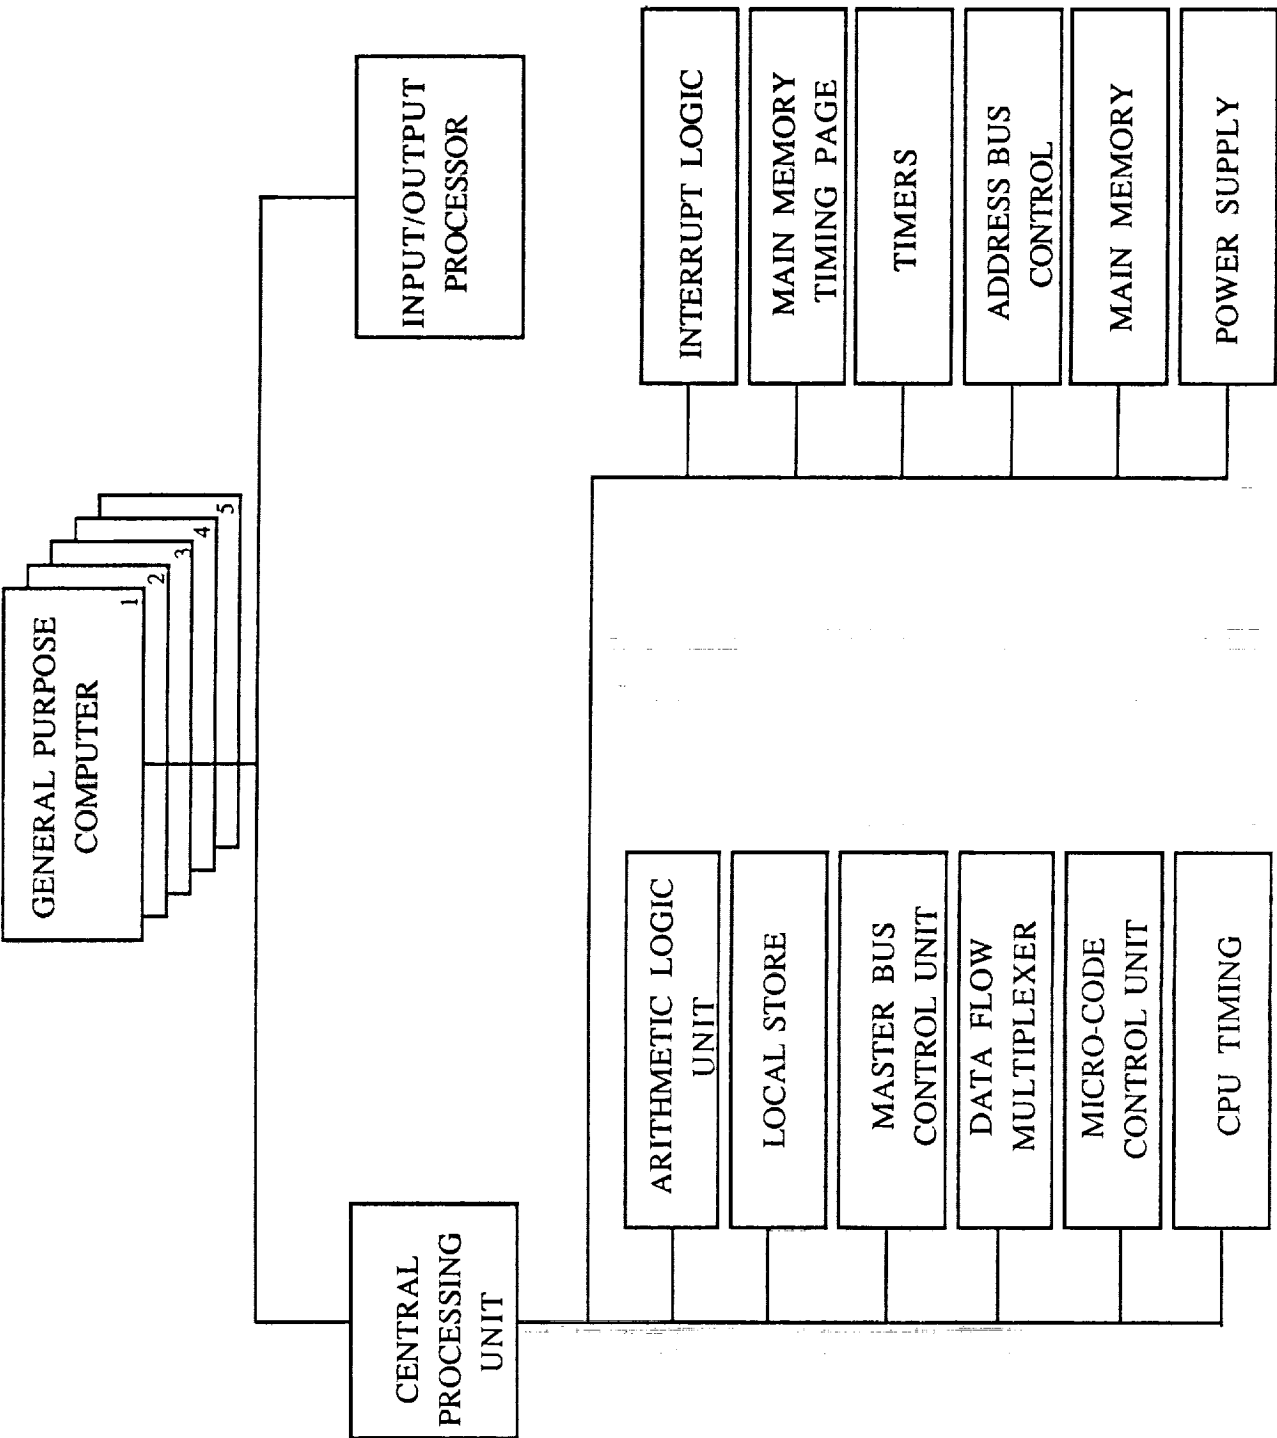 GENERAL PURPOSE
COMPUTER
1
2
3
4
5
CENTRAL
PROCESSING
UNIT
INPUT/OUTPUT
PROCESSOR
ARITHMETIC LOGIC
UNIT
LOCAL STORE
MASTER BUS
CONTROL UNIT
DATA FLOW
MULTIPLEXER
MICRO-CODE
CONTROL UNIT
CPU TIMING
INTERRUPT LOGIC
MAIN MEMORY
TIMING PAGE
TIMERS
ADDRESS BUS
CONTROL
MAIN MEMORY
POWER SUPPLY